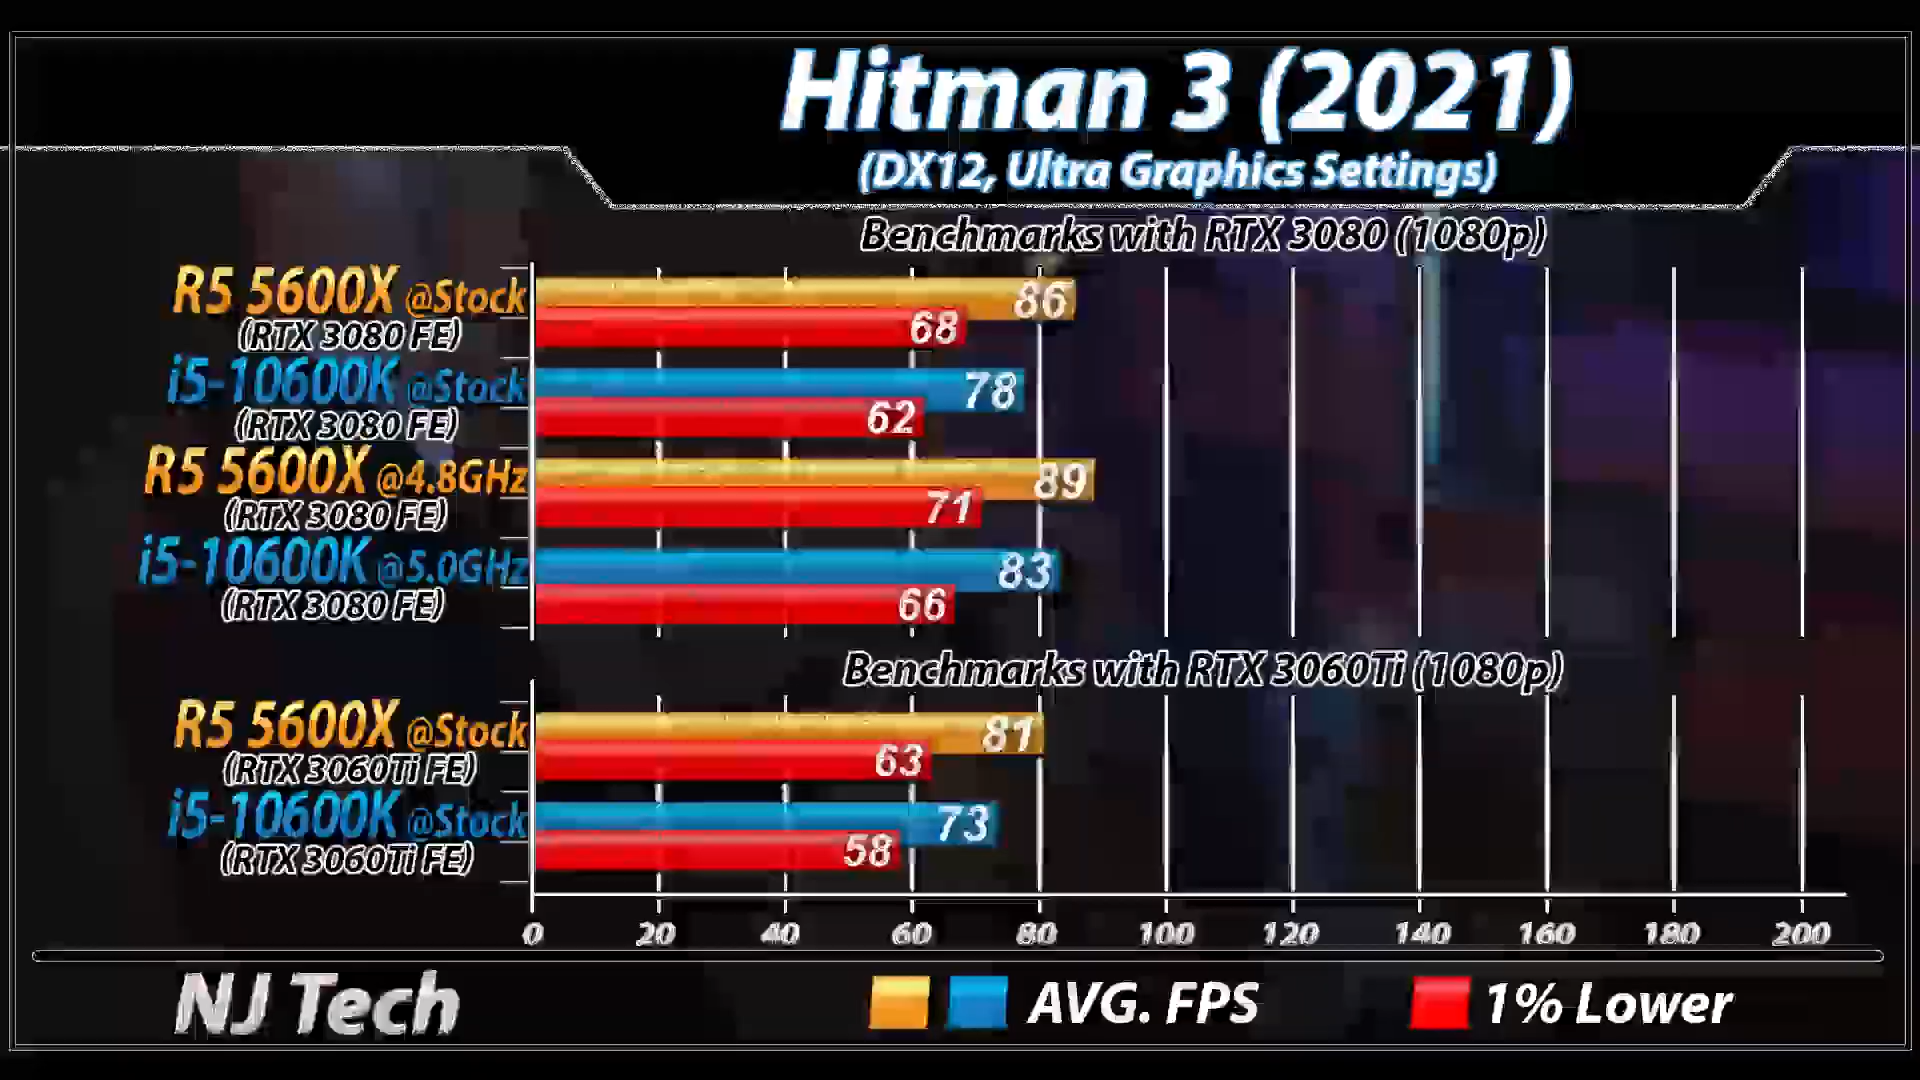 Hitman 3 (2021)
(DX12, Ultra Graphics Settings)
Benchmarks with RTX 3080 (1080p)
R5 5600X @Stock
(RTX 3080 FE)
86
68
i5-10600K @Stock
(RTX 3080 FE)
78
62
R5 5600X @4.8GHz
(RTX 3080 FE)
89
71
i5-10600K @5.0GHz
(RTX 3080 FE)
83
66
Benchmarks with RTX 3060Ti (1080p)
R5 5600X @Stock
(RTX 3060Ti FE)
81
63
i5-10600K @Stock
(RTX 3060Ti FE)
73
58
0 20 40 60 80 100 120 140 160 180 200
NJ Tech
AVG. FPS
1% Lower